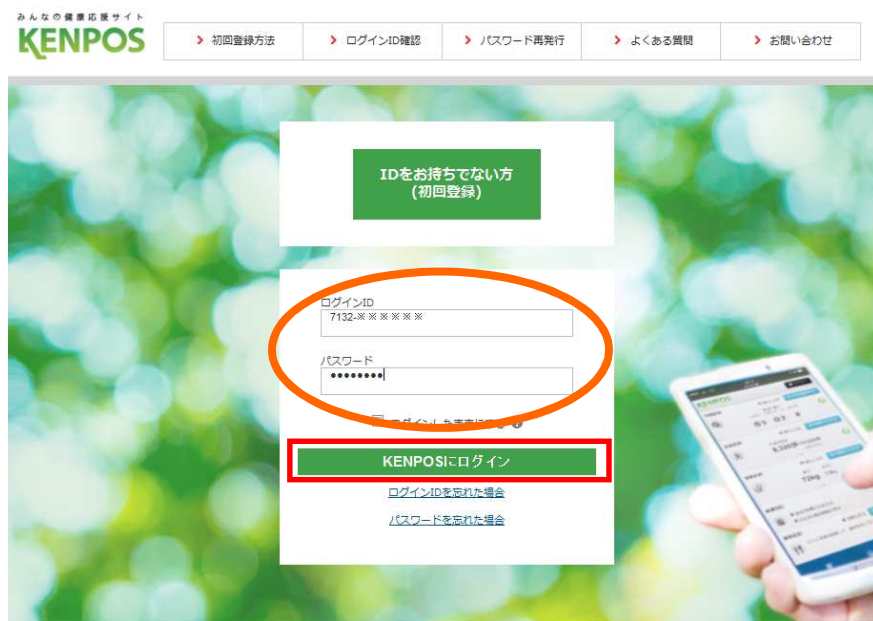 みんなの健康応援サイト
KENPOS
初回登録方法
ログインID確認
パスワード再発行
よくある質問
お問い合わせ
IDをお持ちでない方
(初回登録)
ログインID
7132-※※※※※※
パスワード
••••••••
KENPOSにログイン
ログインIDを忘れた場合
パスワードを忘れた場合
KENPOS
72kg